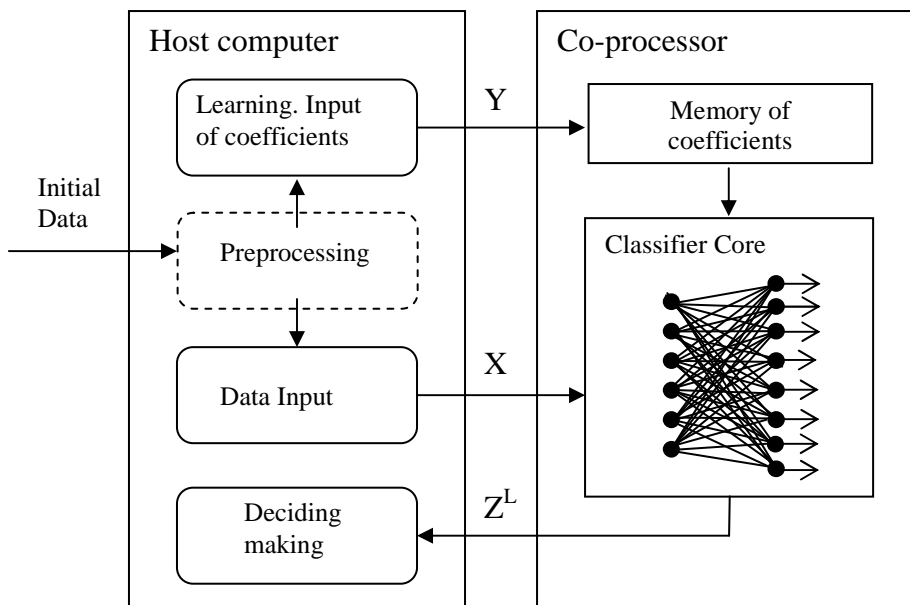 Host computer
Co-processor
Learning. Input
of coefficients
Y
Memory of
coefficients
Initial
Data
Preprocessing
Classifier Core
Data Input
X
Deciding
making
Z^L